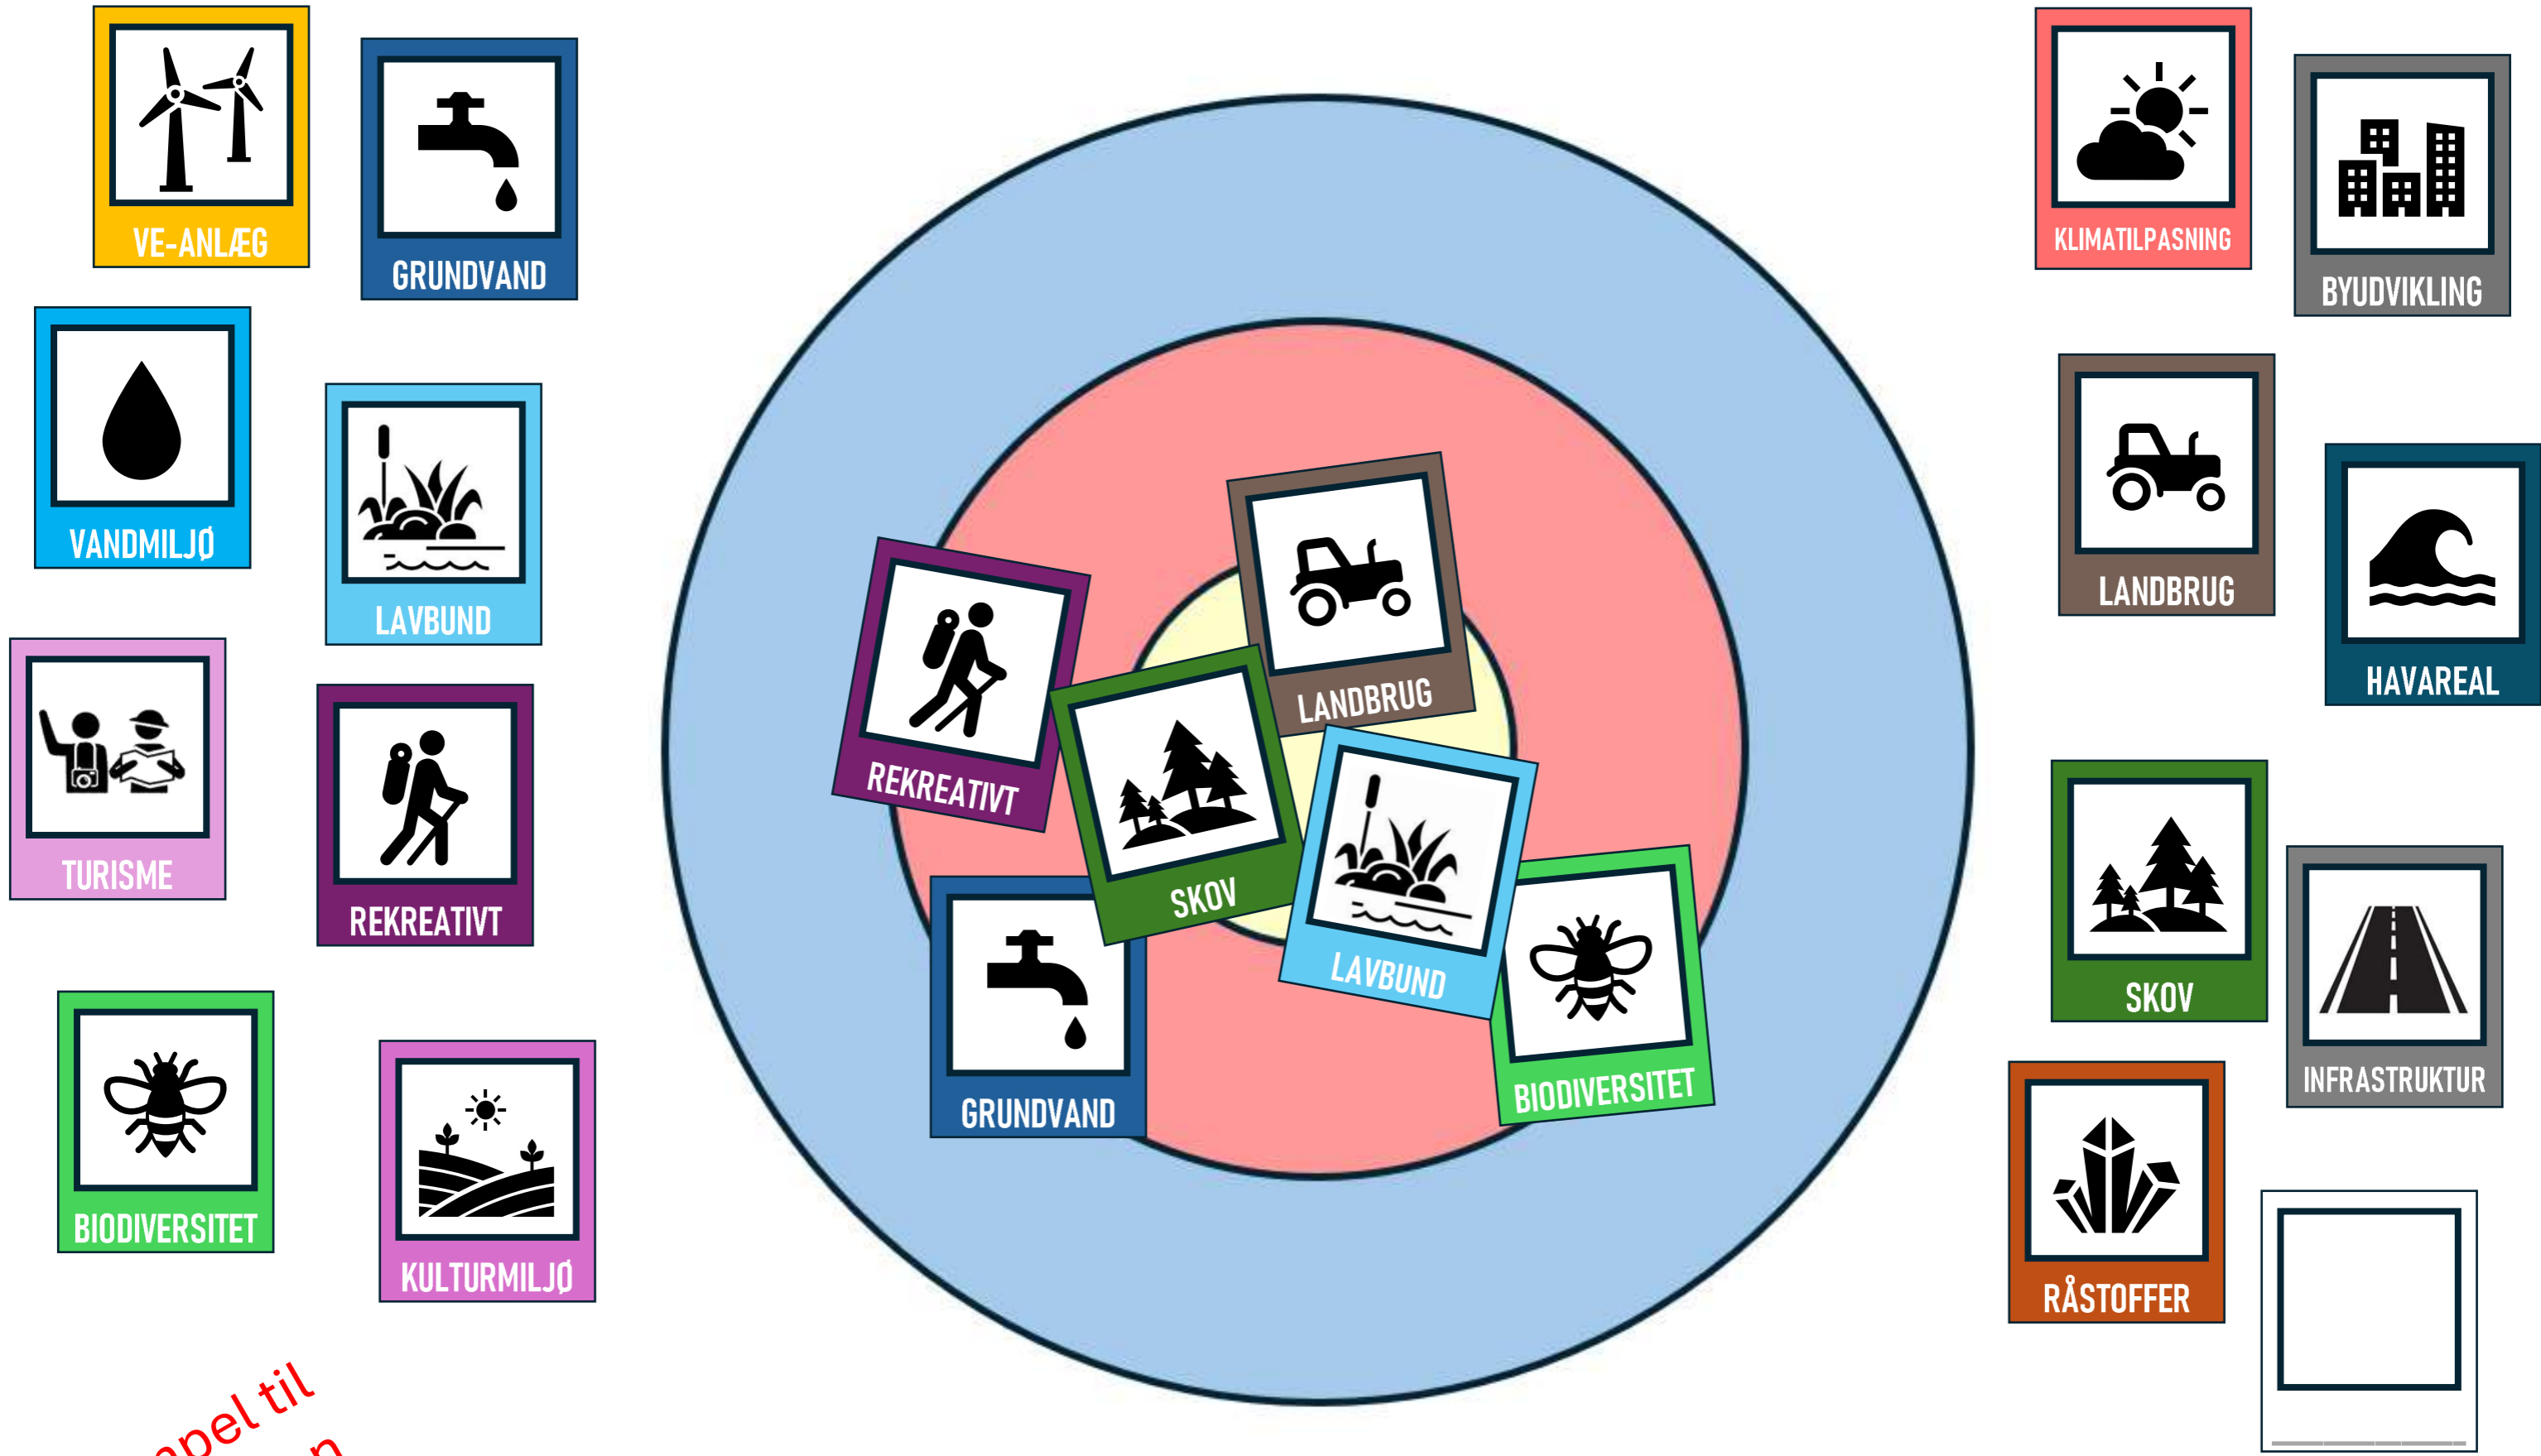 VE-ANLÆG
GRUNDVAND
VANDMILJØ
LAVBUND
TURISME
REKREATIVT
BIODIVERSITET
KULTURMILJØ
LANDBRUG
REKREATIVT
SKOV
LAVBUND
GRUNDVAND
BIODIVERSITET
KLIMATILPASNING
BYUDVIKLING
LANDBRUG
HAVAREAL
SKOV
INFRASTRUKTUR
RÅSTOFFER
til